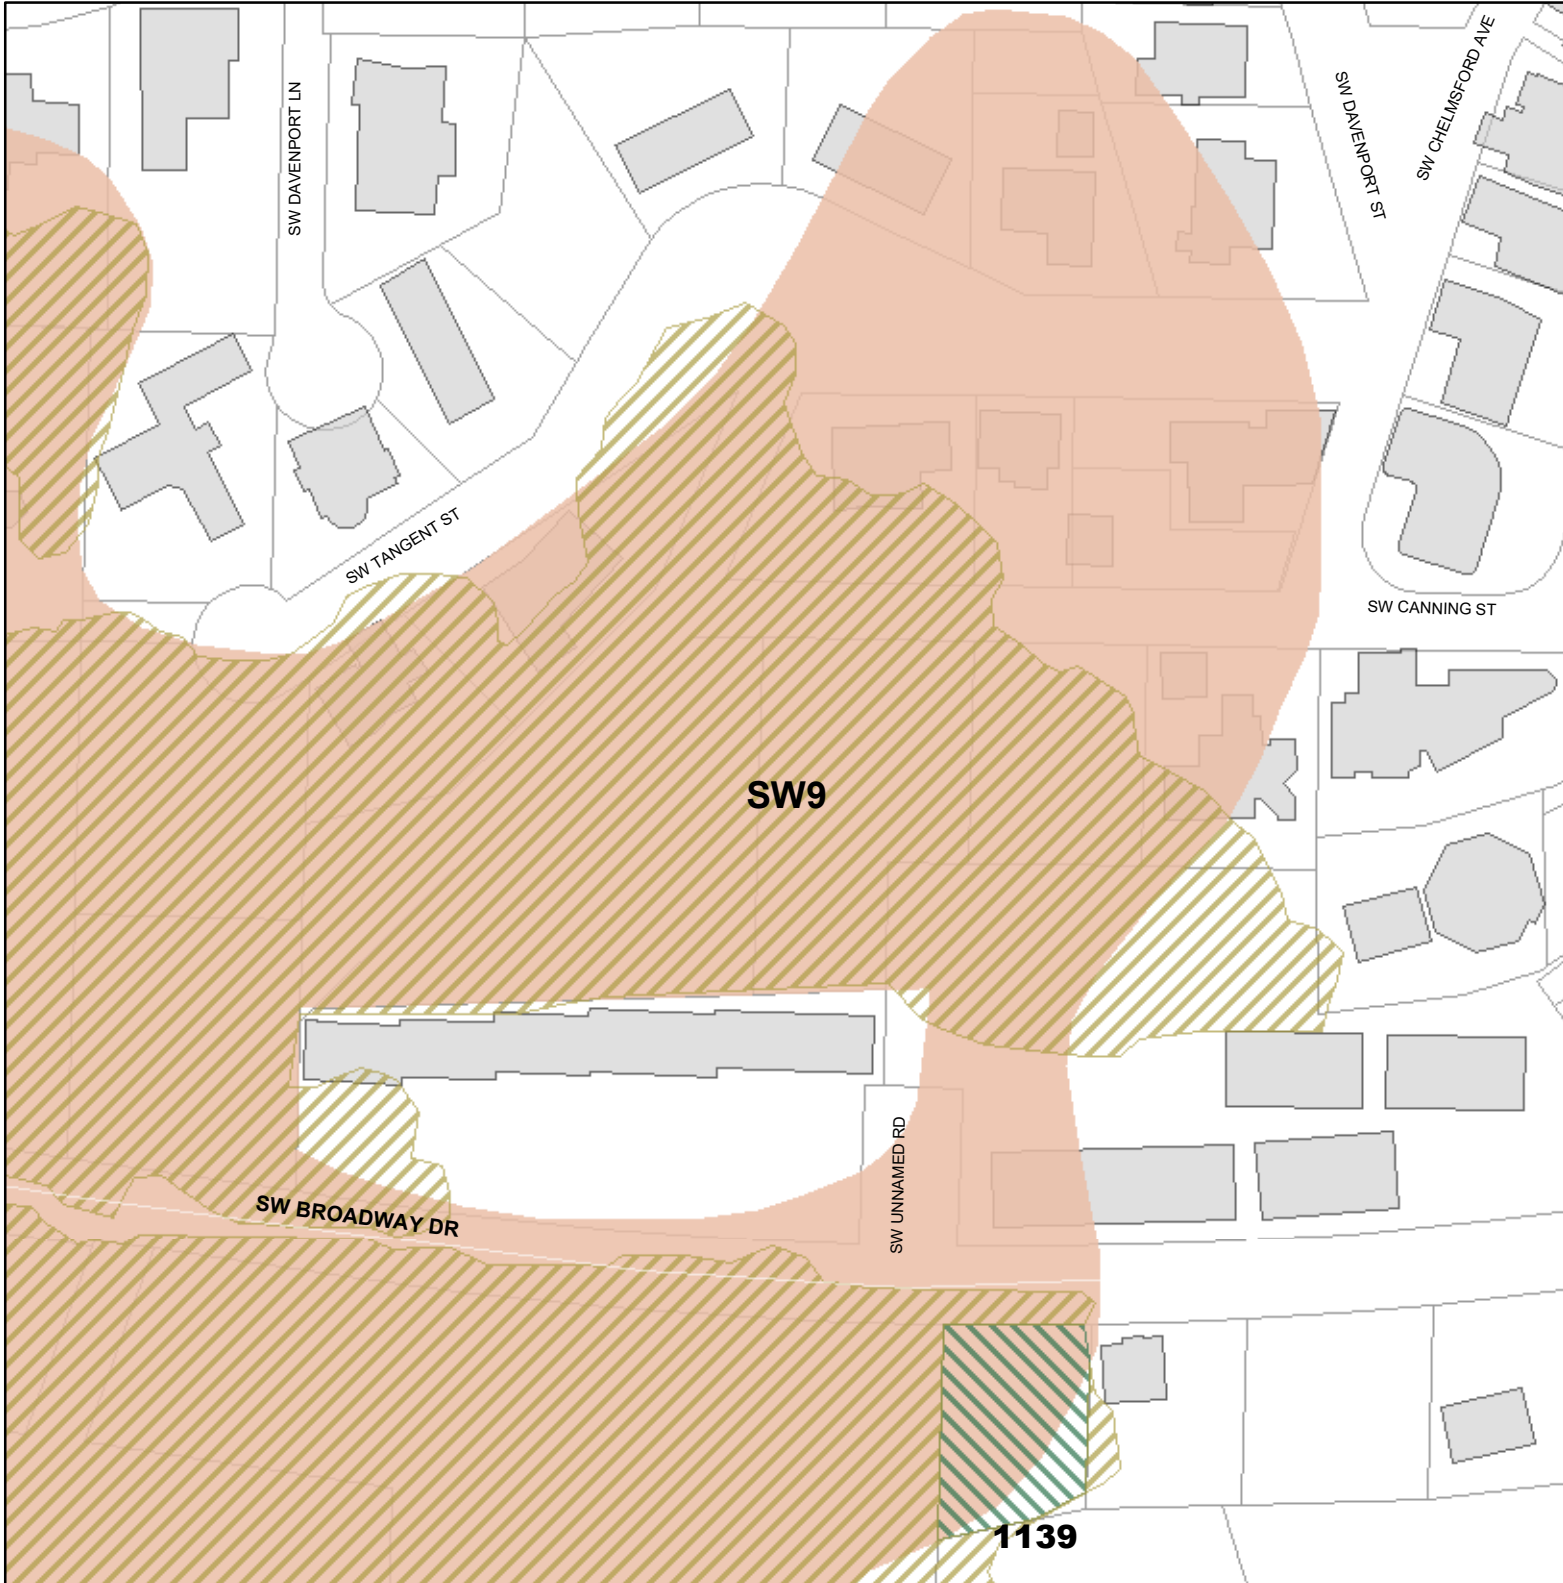 SW DAVENPORT LN
SW DAVENPORT ST
SW CHELMSFORD AVE
SW TANGENT ST
SW CANNING ST
SW9
SW UNNAMED RD
SW BROADWAY DR
1139